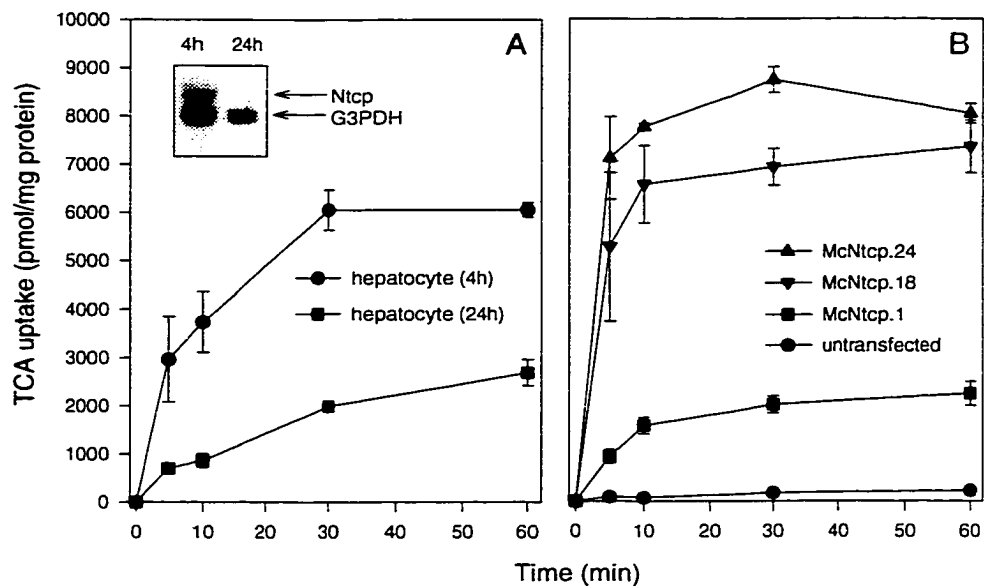 4h 24h
Ntcp
G3PDH
A
B
TCA uptake (pmol/mg protein)
10000
9000
8000
7000
6000
5000
4000
3000
2000
1000
0
hepatocyte (4h)
hepatocyte (24h)
McNtcp.24
McNtcp.18
McNtcp.1
untransfected
0 10 20 30 40 50 60
0 10 20 30 40 50 60
Time (min)